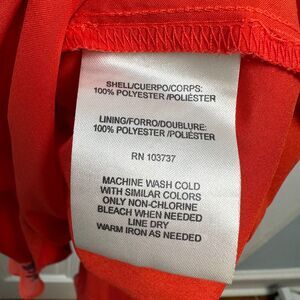 SHELL/CUERPO/CORPS:
100% POLYESTER /POLIÉSTER
LINING/FORRO/DOUBLURE:
100% POLYESTER /POLIÉSTER
RN 103737
MACHINE WASH COLD
WITH SIMILAR COLORS
ONLY NON-CHLORINE
BLEACH WHEN NEEDED
LINE DRY
WARM IRON AS NEEDED